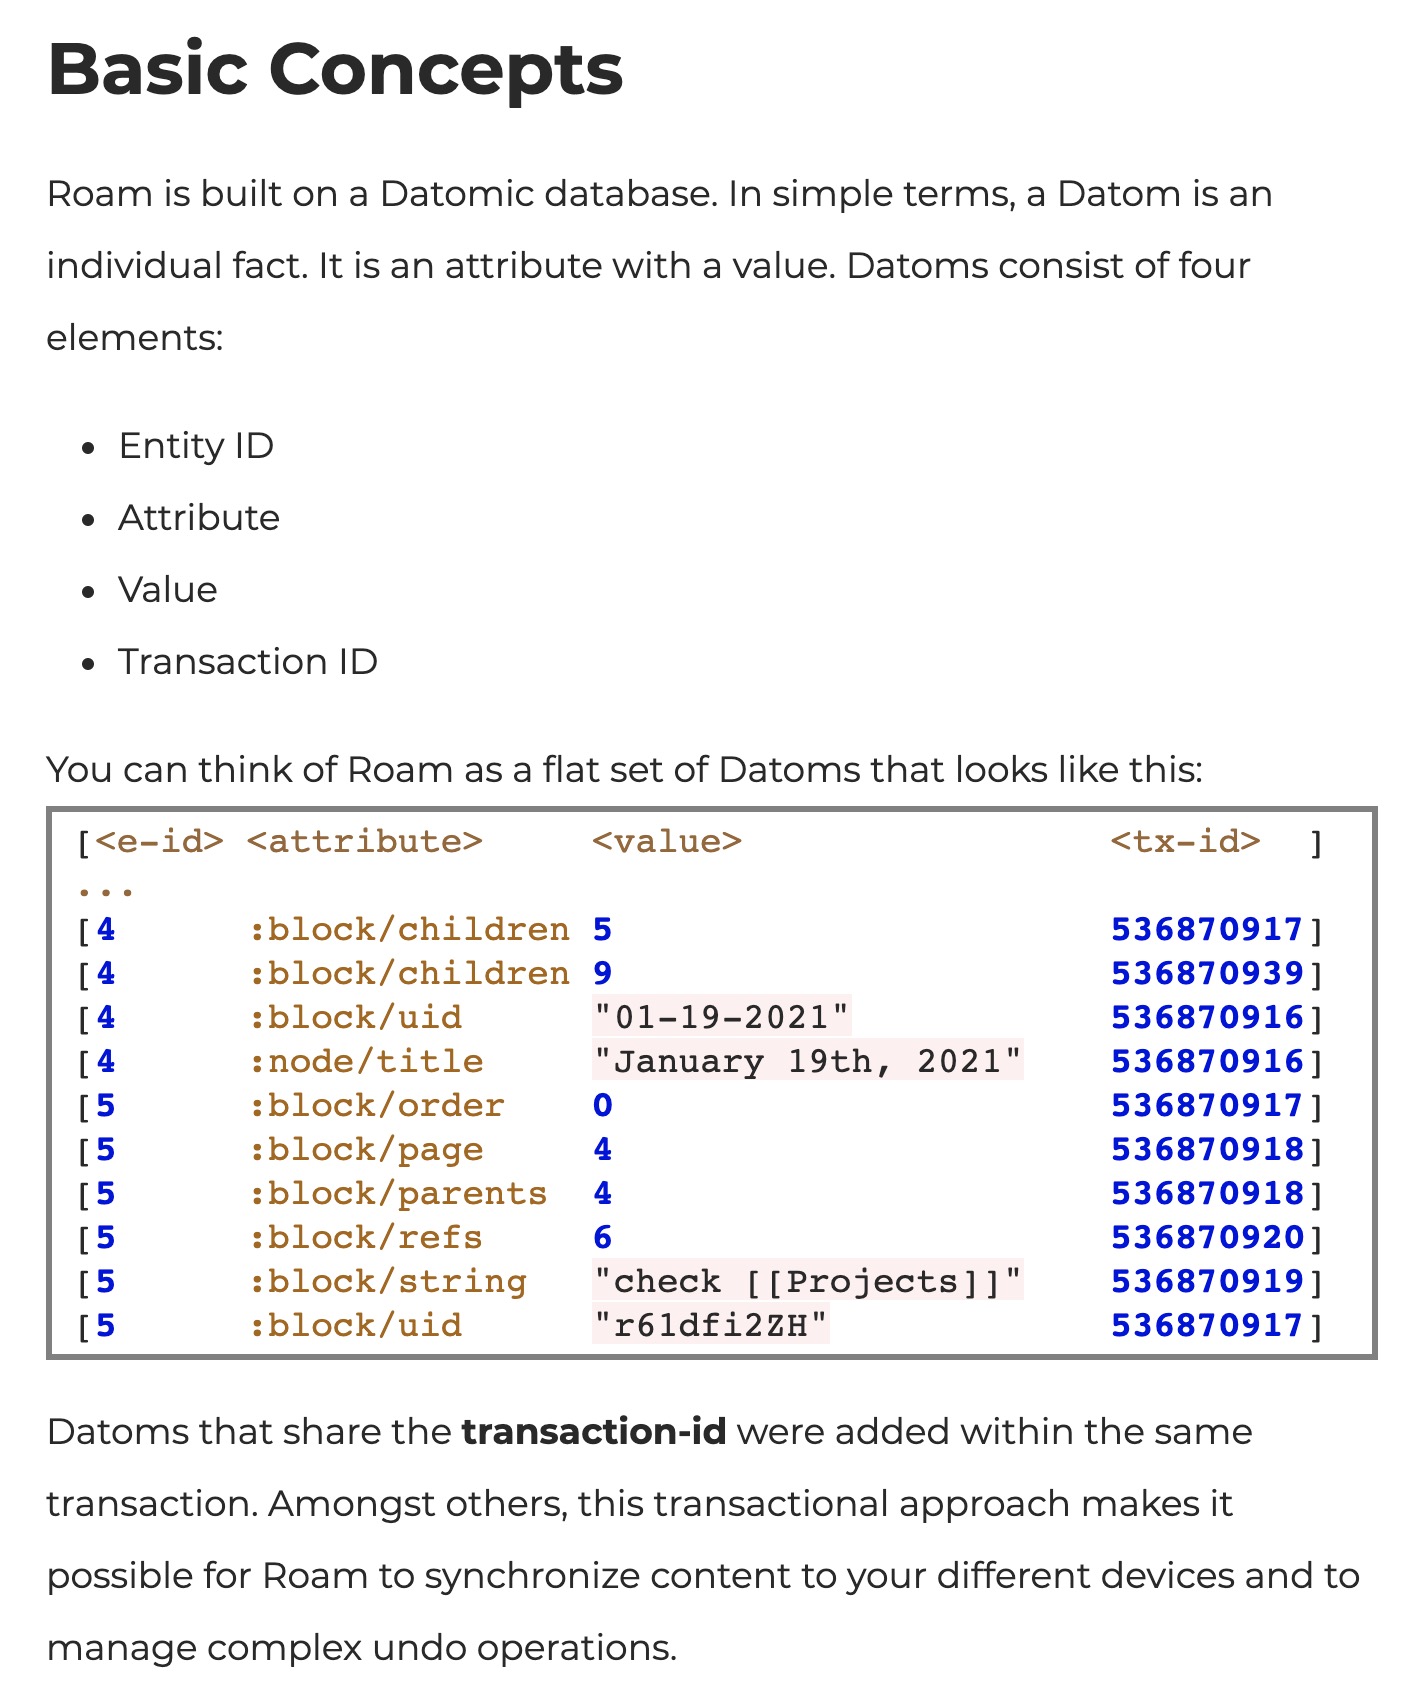 Basic Concepts
Roam is built on a Datomic database. In simple terms, a Datom is an
individual fact. It is an attribute with a value. Datoms consist of four
elements:
• Entity ID
• Attribute
• Value
• Transaction ID
You can think of Roam as a flat set of Datoms that looks like this:
[<e-id> <attribute> <value> <tx-id> ]
...
[4 :block/children 5 536870917]
[4 :block/children 9 536870939]
[4 :block/uid "01-19-2021" 536870916]
[4 :node/title "January 19th, 2021" 536870916]
[5 :block/order 0 536870917]
[5 :block/page 4 536870918]
[5 :block/parents 4 536870918]
[5 :block/refs 6 536870920]
[5 :block/string "check [[Projects]]" 536870919]
[5 :block/uid "r61dfi2ZH" 536870917]
Datoms that share the transaction-id were added within the same
transaction. Amongst others, this transactional approach makes it
possible for Roam to synchronize content to your different devices and to
manage complex undo operations.